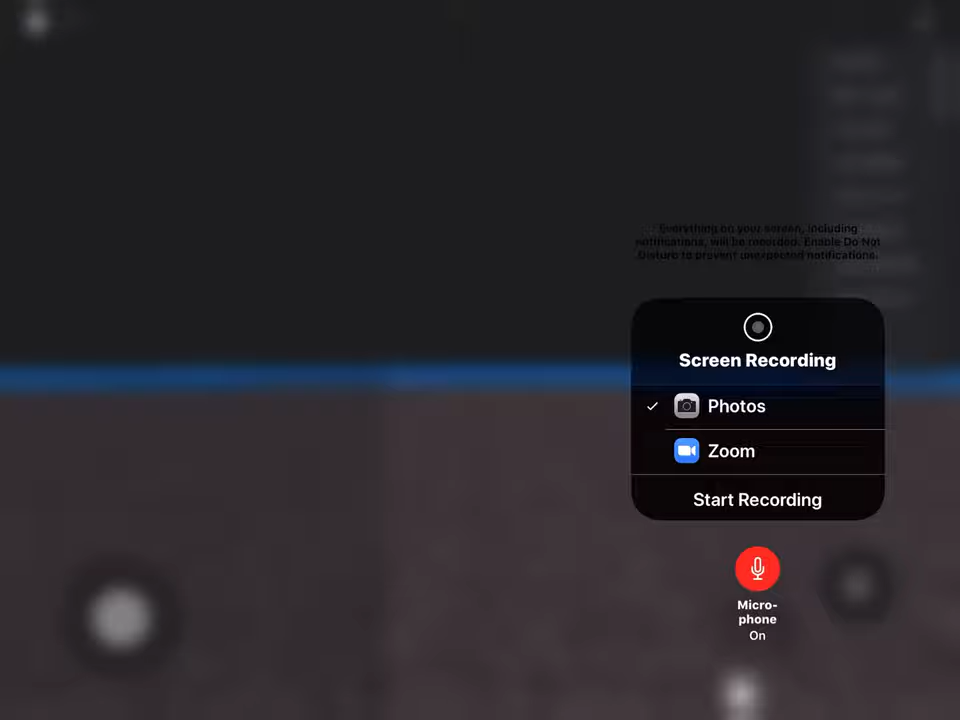 Everything on your screen, including
notifications, will be recorded. Enable Do Not
Disturb to prevent unexpected notifications.
Screen Recording
Photos
Zoom
Start Recording
Micro-
phone
On